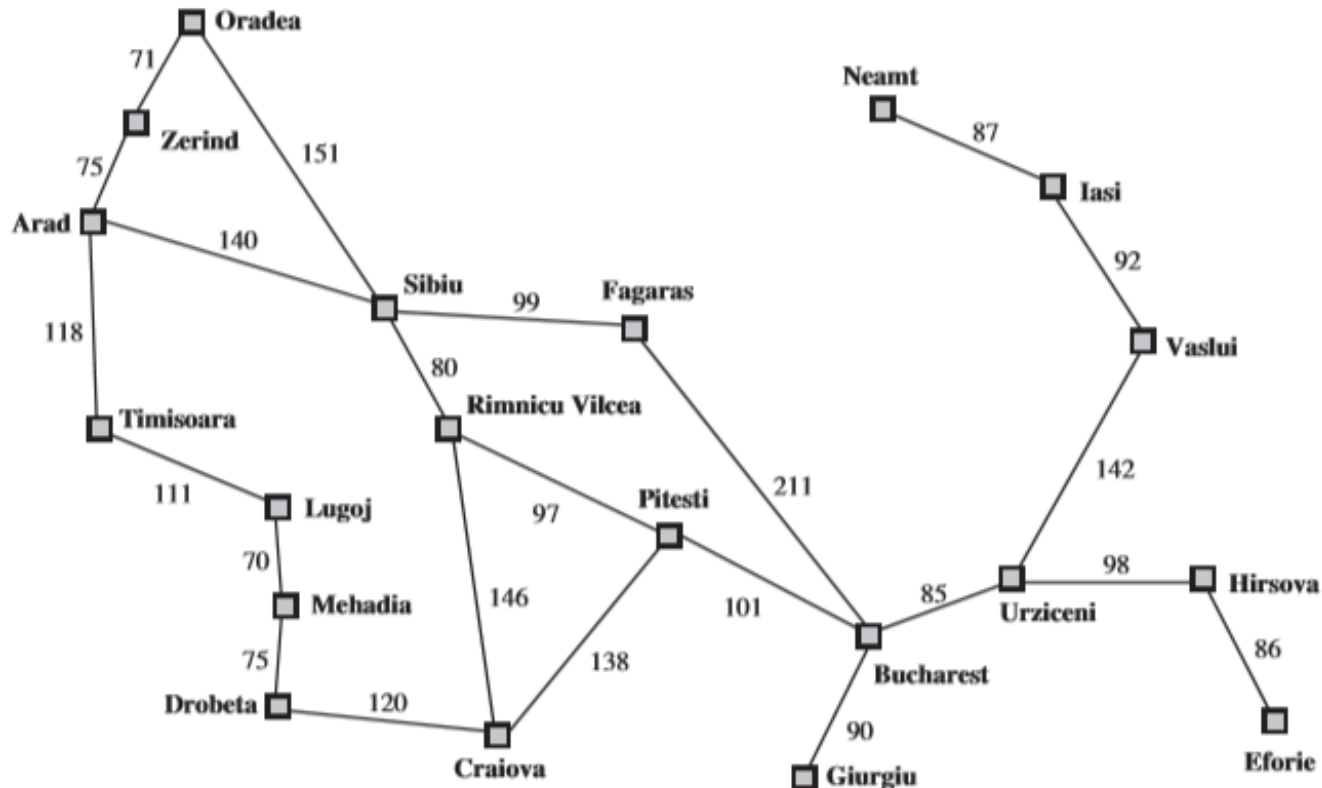 Oradea
71
Neamt
87
Zerind
151
75
Iasi
Arad
140
92
Sibiu
99
Fagaras
118
Vaslui
80
Rimnicu Vilcea
Timisoara
142
111
Lugoj
97
Pitesti
211
70
98
Hirsova
Mehadia
146
101
85
Urziceni
86
75
138
Bucharest
Drobeta
120
90
Craiova
Eforie
Giurgiu